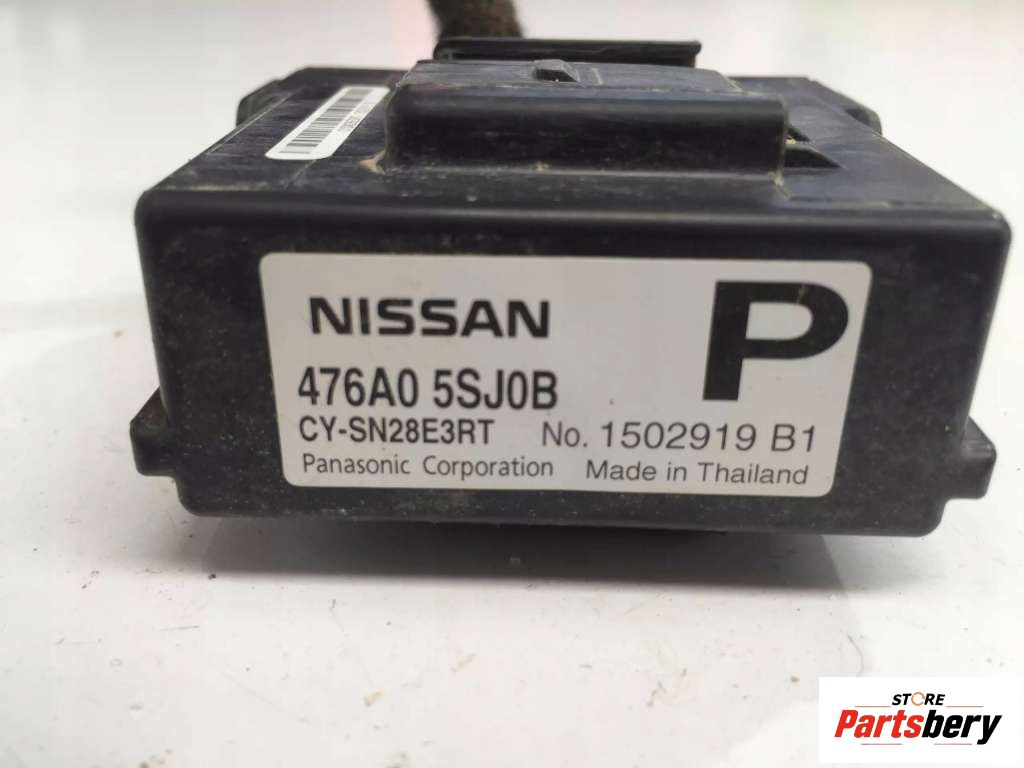 NISSAN
P
476A0 5SJ0B
CY-SN28E3RT No. 1502919 B1
Panasonic Corporation Made in Thailand
STORE
Partsbery